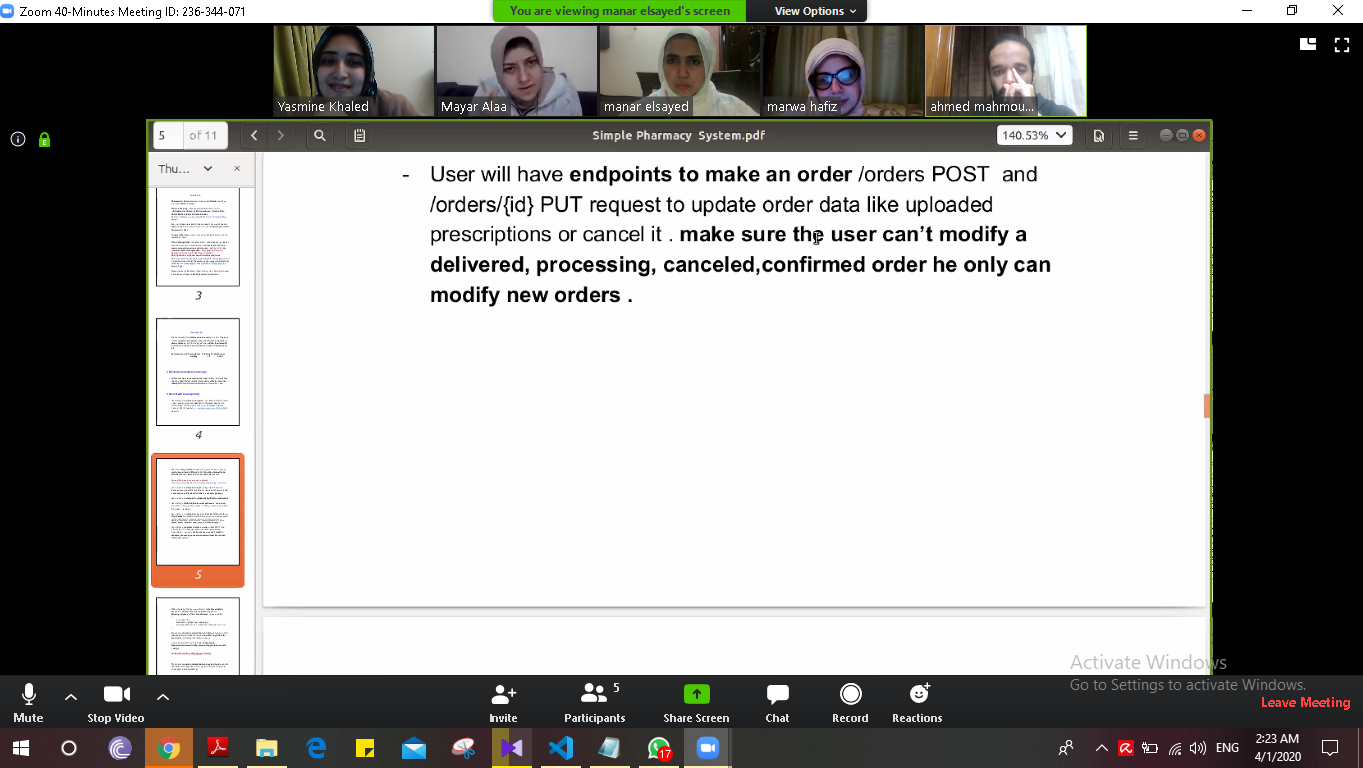 Zoom 40-Minutes Meeting ID: 236-344-071
You are viewing manar elsayed's screen
View Options
Yasmine Khaled
Mayar Alaa
manar elsayed
marwa hafiz
ahmed mahmou...
5 of 11
Simple Pharmacy System.pdf
140.53%
Thu...
3
4
5
- User will have endpoints to make an order /orders POST and
/orders/{id} PUT request to update order data like uploaded
prescriptions or cancel it . make sure the user can't modify a
delivered, processing, canceled,confirmed order he only can
modify new orders .
Activate Windows
Go to Settings to activate Windows.
Mute
Stop Video
Invite
5
Participants
Share Screen
Chat
Record
Reactions
Leave Meeting
17
ENG
2:23 AM
4/1/2020